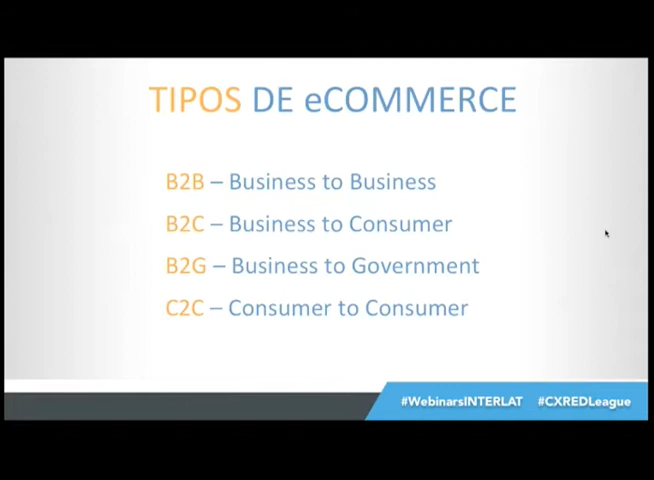 TIPOS DE eCOMMERCE
B2B – Business to Business
B2C – Business to Consumer
B2G – Business to Government
C2C – Consumer to Consumer
#WebinarsINTERLAT #CXREDLeague